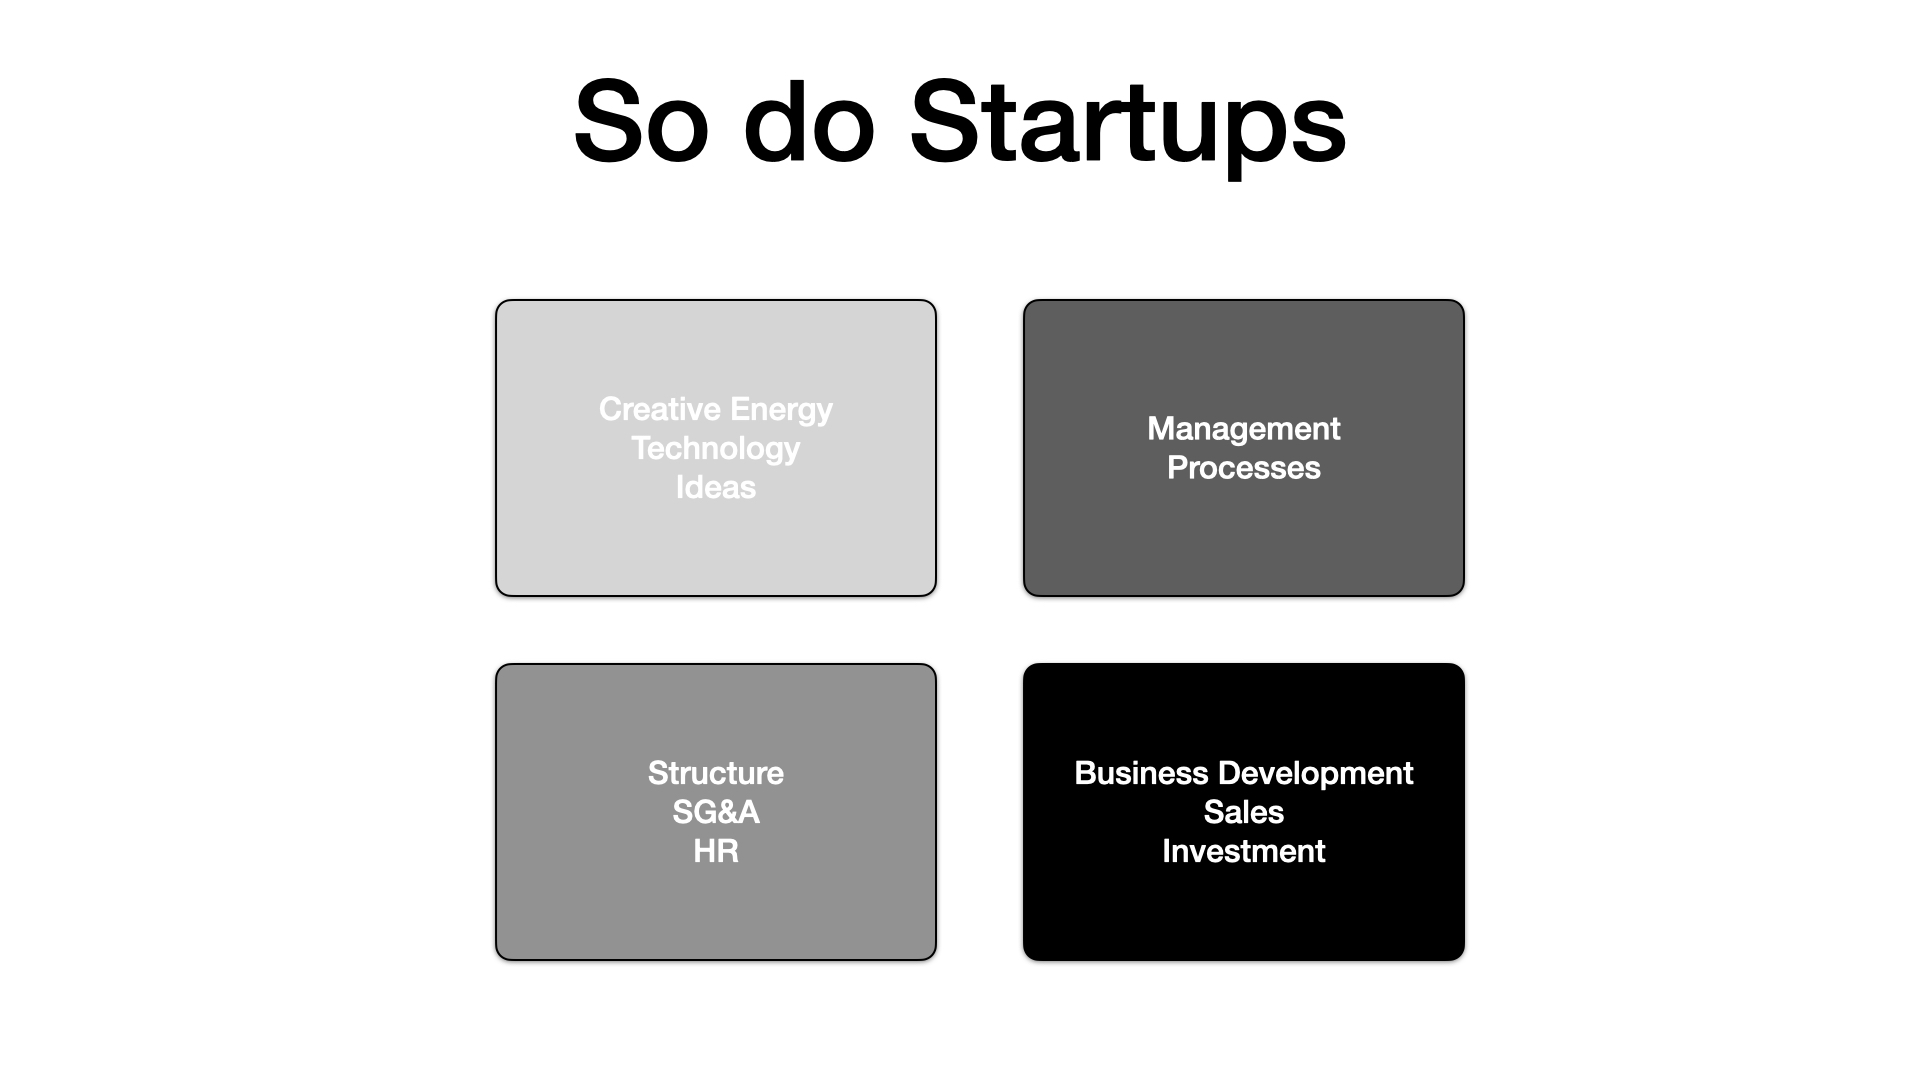 So do Startups
Creative Energy
Technology
Ideas
Management
Processes
Structure
SG&A
HR
Business Development
Sales
Investment